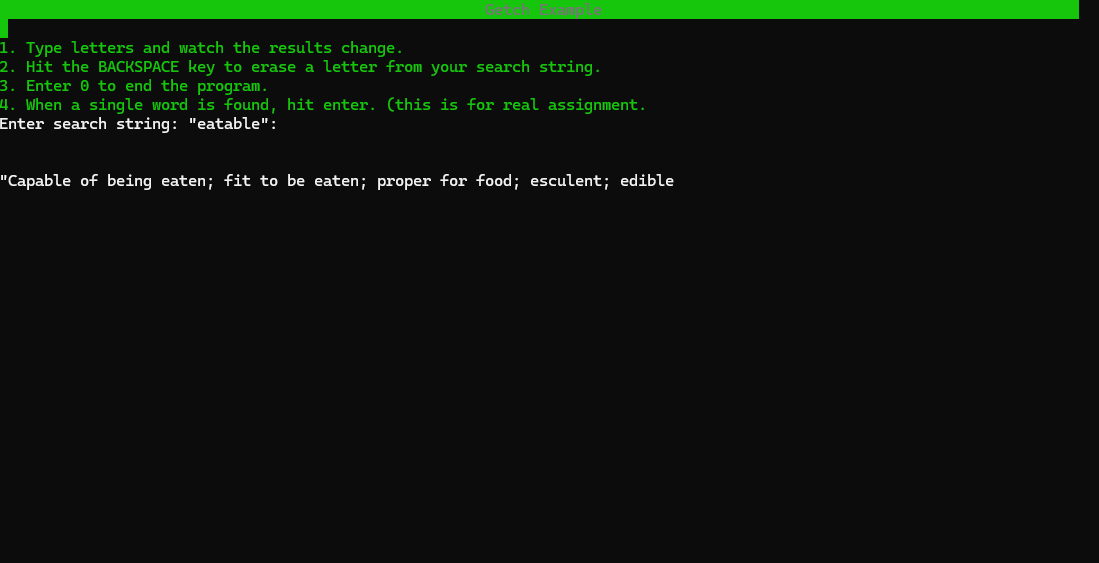 Getch Example
1. Type letters and watch the results change.
2. Hit the BACKSPACE key to erase a letter from your search string.
3. Enter 0 to end the program.
4. When a single word is found, hit enter. (this is for real assignment.
Enter search string: "eatable":
"Capable of being eaten; fit to be eaten; proper for food; esculent; edible